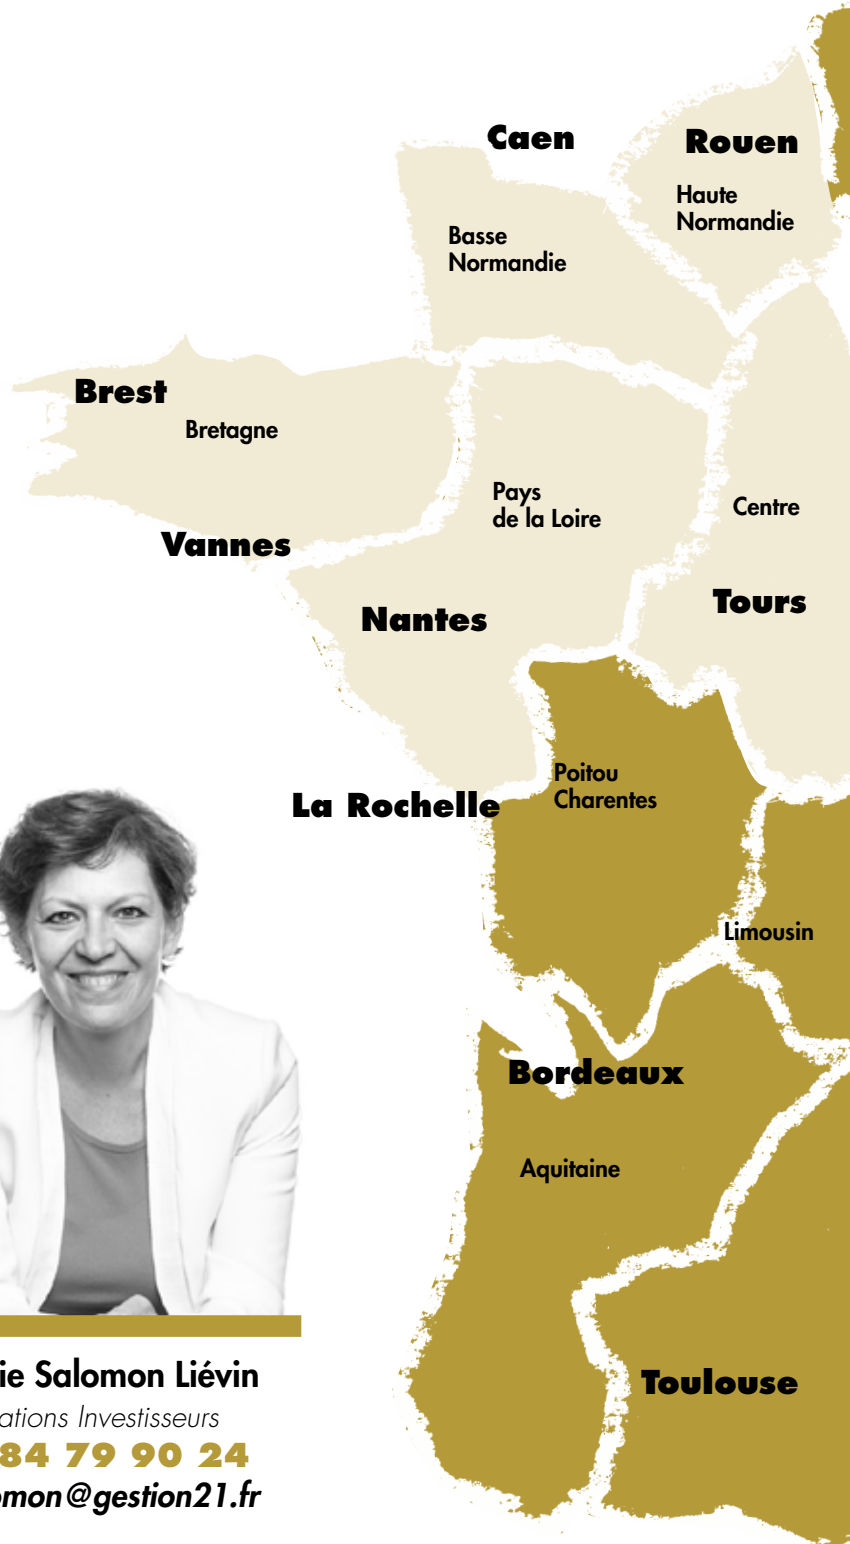 Caen
Rouen
Haute
Normandie
Basse
Normandie
Brest
Bretagne
Pays
de la Loire
Centre
Vannes
Tours
Nantes
Poitou
Charentes
La Rochelle
Limousin
Bordeaux
Aquitaine
Toulouse
ie Salomon Liévin
ations Investisseurs
84 79 90 24
omon@gestion21.fr